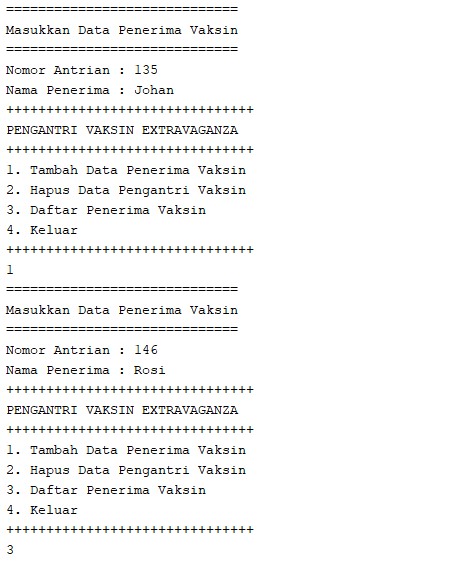 =============================
Masukkan Data Penerima Vaksin
=============================
Nomor Antrian : 135
Nama Penerima : Johan
+++++++++++++++++++++++++++++++
PENGANTRI VAKSIN EXTRAVAGANZA
+++++++++++++++++++++++++++++++
1. Tambah Data Penerima Vaksin
2. Hapus Data Pengantri Vaksin
3. Daftar Penerima Vaksin
4. Keluar
+++++++++++++++++++++++++++++++
1
=============================
Masukkan Data Penerima Vaksin
=============================
Nomor Antrian : 146
Nama Penerima : Rosi
+++++++++++++++++++++++++++++++
PENGANTRI VAKSIN EXTRAVAGANZA
+++++++++++++++++++++++++++++++
1. Tambah Data Penerima Vaksin
2. Hapus Data Pengantri Vaksin
3. Daftar Penerima Vaksin
4. Keluar
+++++++++++++++++++++++++++++++
3